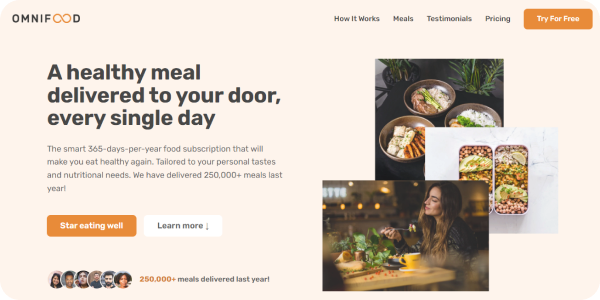 OMNIFOOD
How It Works Meals Testimonials Pricing Try For Free
A healthy meal
delivered to your door,
every single day
The smart 365-days-per-year food subscription that will
make you eat healthy again. Tailored to your personal tastes
and nutritional needs. We have delivered 250,000+ meals last
year!
Star eating well Learn more ↓
250,000+ meals delivered last year!